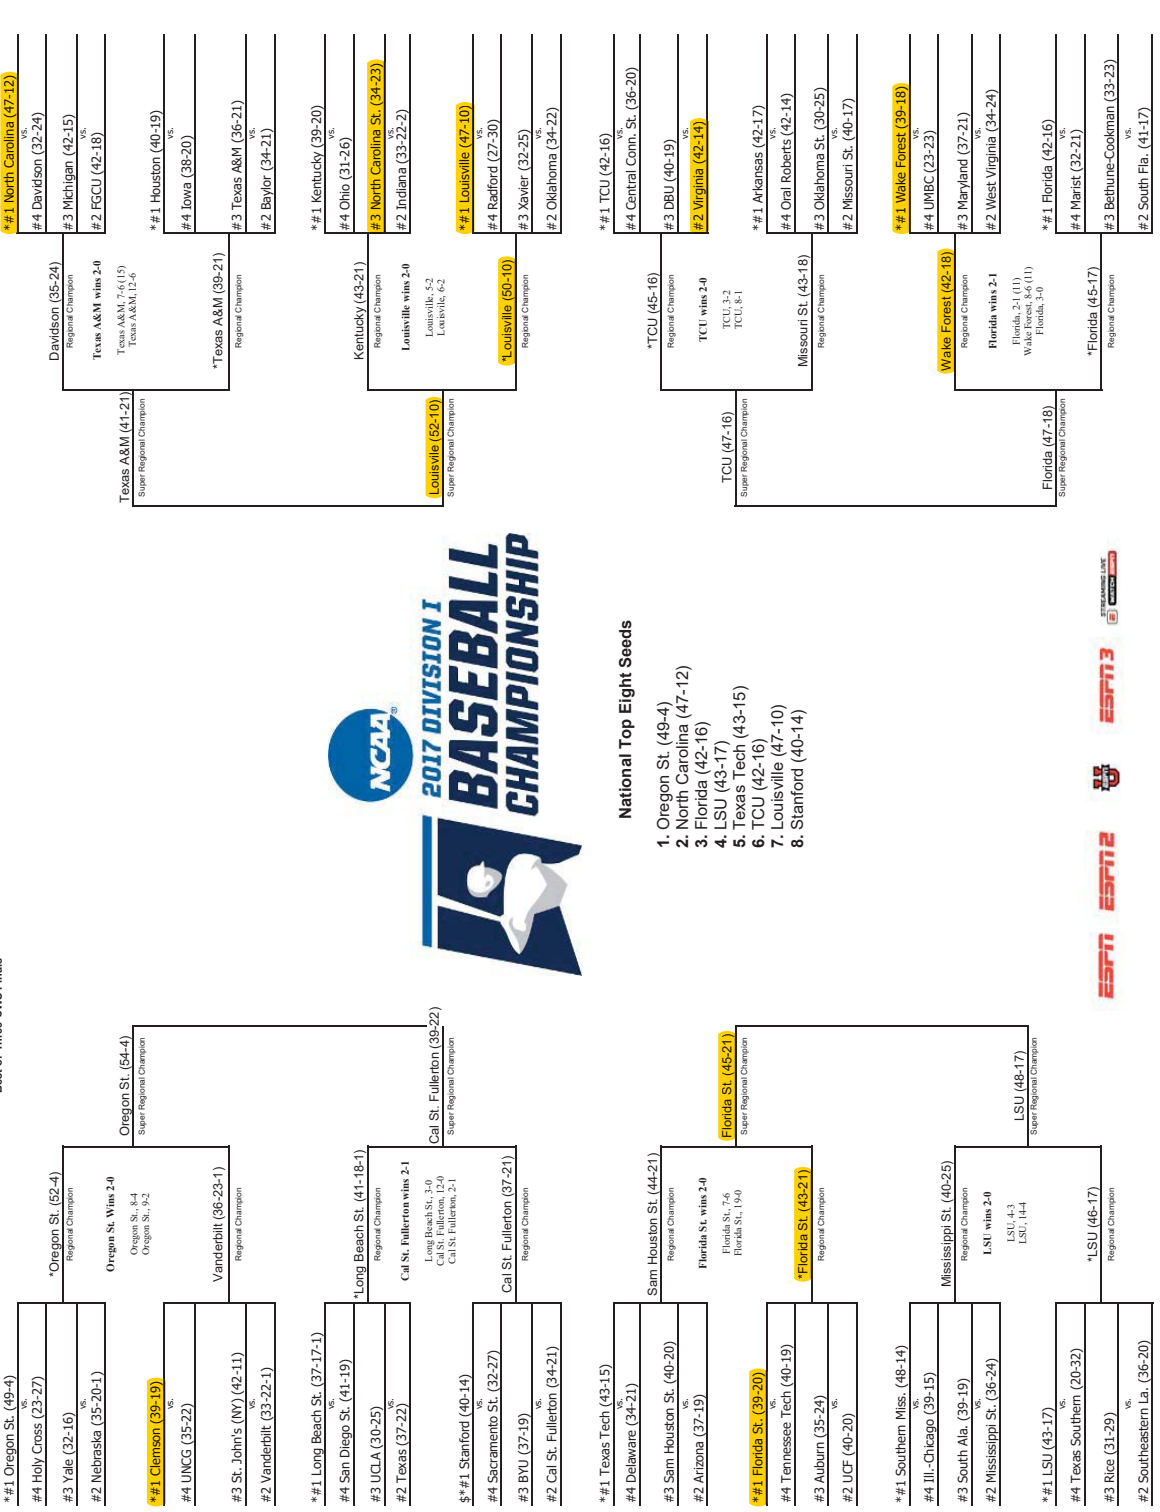 *#1 Oregon St. (49-4)
vs.
#4 Holy Cross (23-27)
#3 Yale (32-16)
vs.
#2 Nebraska (35-20-1)
*#1 Clemson (39-19)
vs.
#4 UNCG (35-22)
#3 St. John's (NY) (42-11)
vs.
#2 Vanderbilt (33-22-1)
*#1 Long Beach St. (37-17-1)
vs.
#4 San Diego St. (41-19)
#3 UCLA (30-25)
vs.
#2 Texas (37-22)
$*#1 Stanford (40-14)
vs.
#4 Sacramento St. (32-27)
#3 BYU (37-19)
vs.
#2 Cal St. Fullerton (34-21)
*#1 Texas Tech (43-15)
vs.
#4 Delaware (34-21)
#3 Sam Houston St. (40-20)
vs.
#2 Arizona (37-19)
*#1 Florida St. (39-20)
vs.
#4 Tennessee Tech (40-19)
#3 Auburn (35-24)
vs.
#2 UCF (40-20)
*#1 Southern Miss. (48-14)
vs.
#4 Ill.-Chicago (39-15)
#3 South Ala. (39-19)
vs.
#2 Mississippi St. (36-24)
*#1 LSU (43-17)
vs.
#4 Texas Southern (20-32)
#3 Rice (31-29)
vs.
#2 Southeastern La. (36-20)
*Oregon St. (52-4)
Regional Champion
Oregon St. Wins 2-0
Oregon St., 8-4
Oregon St., 9-2
Vanderbilt (36-23-1)
Regional Champion
*Long Beach St. (41-18-1)
Regional Champion
Cal St. Fullerton wins 2-1
Long Beach St., 3-0
Cal St. Fullerton, 12-0
Cal St. Fullerton, 2-1
Cal St. Fullerton (37-21)
Regional Champion
Sam Houston St. (44-21)
Regional Champion
Florida St. wins 2-0
Florida St., 7-6
Florida St., 19-0
*Florida St. (43-21)
Regional Champion
Mississippi St. (40-25)
Regional Champion
LSU wins 2-0
LSU, 4-3
LSU, 14-4
*LSU (46-17)
Regional Champion
Oregon St. (54-4)
Super Regional Champion
Cal St. Fullerton (39-22)
Super Regional Champion
Florida St. (45-21)
Super Regional Champion
LSU (48-17)
Super Regional Champion
NCAA
®
2017 DIVISION I
BASEBALL
CHAMPIONSHIP
National Top Eight Seeds
1. Oregon St. (49-4)
2. North Carolina (47-12)
3. Florida (42-16)
4. LSU (43-17)
5. Texas Tech (43-15)
6. TCU (42-16)
7. Louisville (47-10)
8. Stanford (40-14)
ESPN
ESPN2
U
ESPN3
STREAMING LIVE
WATCH ESPN
Texas A&M (41-21)
Super Regional Champion
Louisvile (52-10)
Super Regional Champion
TCU (47-16)
Super Regional Champion
Florida (47-18)
Super Regional Champion
Davidson (35-24)
Regional Champion
Texas A&M wins 2-0
Texas A&M, 7-6 (15)
Texas A&M, 12-6
*Texas A&M (39-21)
Regional Champion
Kentucky (43-21)
Regional Champion
Louisville wins 2-0
Louisville, 5-2
Louisville, 6-2
*Louisville (50-10)
Regional Champion
*TCU (45-16)
Regional Champion
TCU wins 2-0
TCU, 3-2
TCU, 8-1
Missouri St. (43-18)
Regional Champion
Wake Forest (42-18)
Regional Champion
Florida wins 2-1
Florida, 2-1 (11)
Wake Forest, 8-6 (11)
Florida, 3-0
*Florida (45-17)
Regional Champion
*#1 North Carolina (47-12)
vs.
#4 Davidson (32-24)
#3 Michigan (42-15)
vs.
#2 FGCU (42-18)
*#1 Houston (40-19)
vs.
#4 Iowa (38-20)
#3 Texas A&M (36-21)
vs.
#2 Baylor (34-21)
*#1 Kentucky (39-20)
vs.
#4 Ohio (31-26)
#3 North Carolina St. (34-23)
vs.
#2 Indiana (33-22-2)
*#1 Louisville (47-10)
vs.
#4 Radford (27-30)
#3 Xavier (32-25)
vs.
#2 Oklahoma (34-22)
*#1 TCU (42-16)
vs.
#4 Central Conn. St. (36-20)
#3 DBU (40-19)
vs.
#2 Virginia (42-14)
*#1 Arkansas (42-17)
vs.
#4 Oral Roberts (42-14)
#3 Oklahoma St. (30-25)
vs.
#2 Missouri St. (40-17)
*#1 Wake Forest (39-18)
vs.
#4 UMBC (23-23)
#3 Maryland (37-21)
vs.
#2 West Virginia (34-24)
*#1 Florida (42-16)
vs.
#4 Marist (32-21)
#3 Bethune-Cookman (33-23)
vs.
#2 South Fla. (41-17)